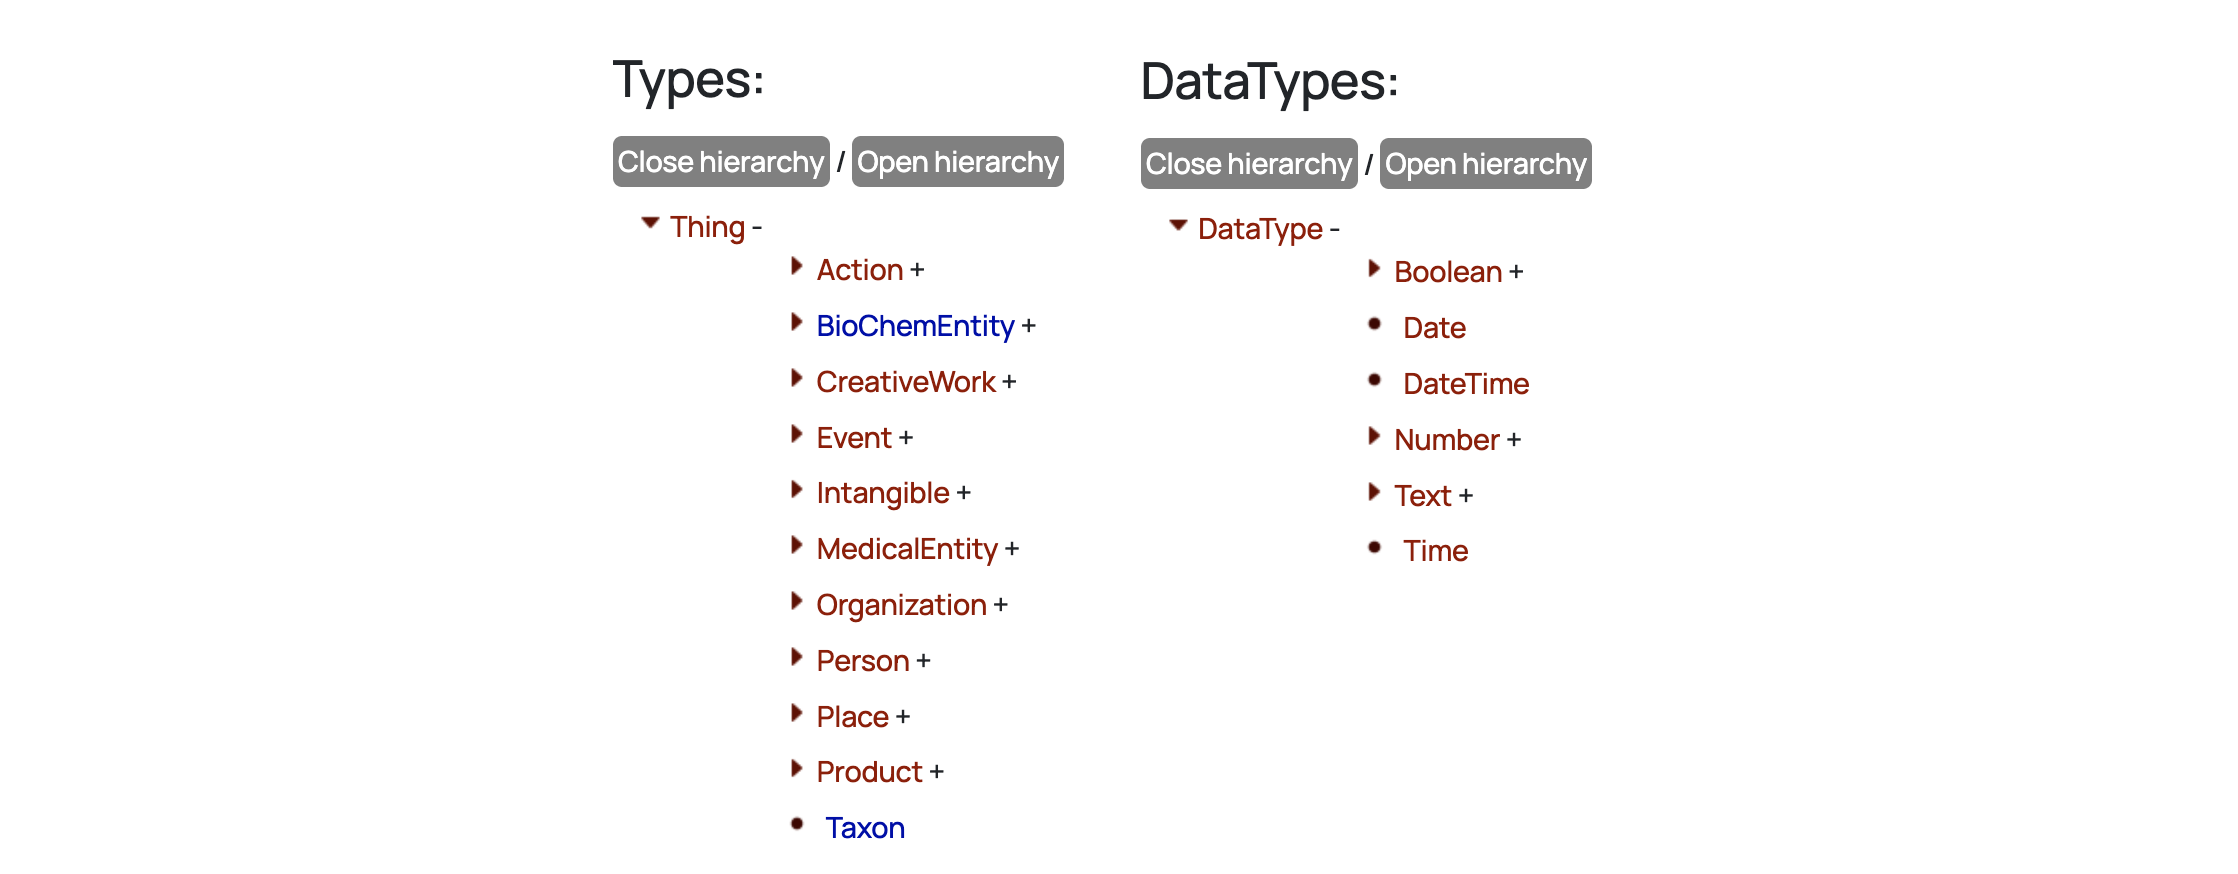 Types:
Close hierarchy / Open hierarchy
Thing -
Action +
BioChemEntity +
CreativeWork +
Event +
Intangible +
MedicalEntity +
Organization +
Person +
Place +
Product +
Taxon
DataTypes:
Close hierarchy / Open hierarchy
DataType -
Boolean +
Date
DateTime
Number +
Text +
Time